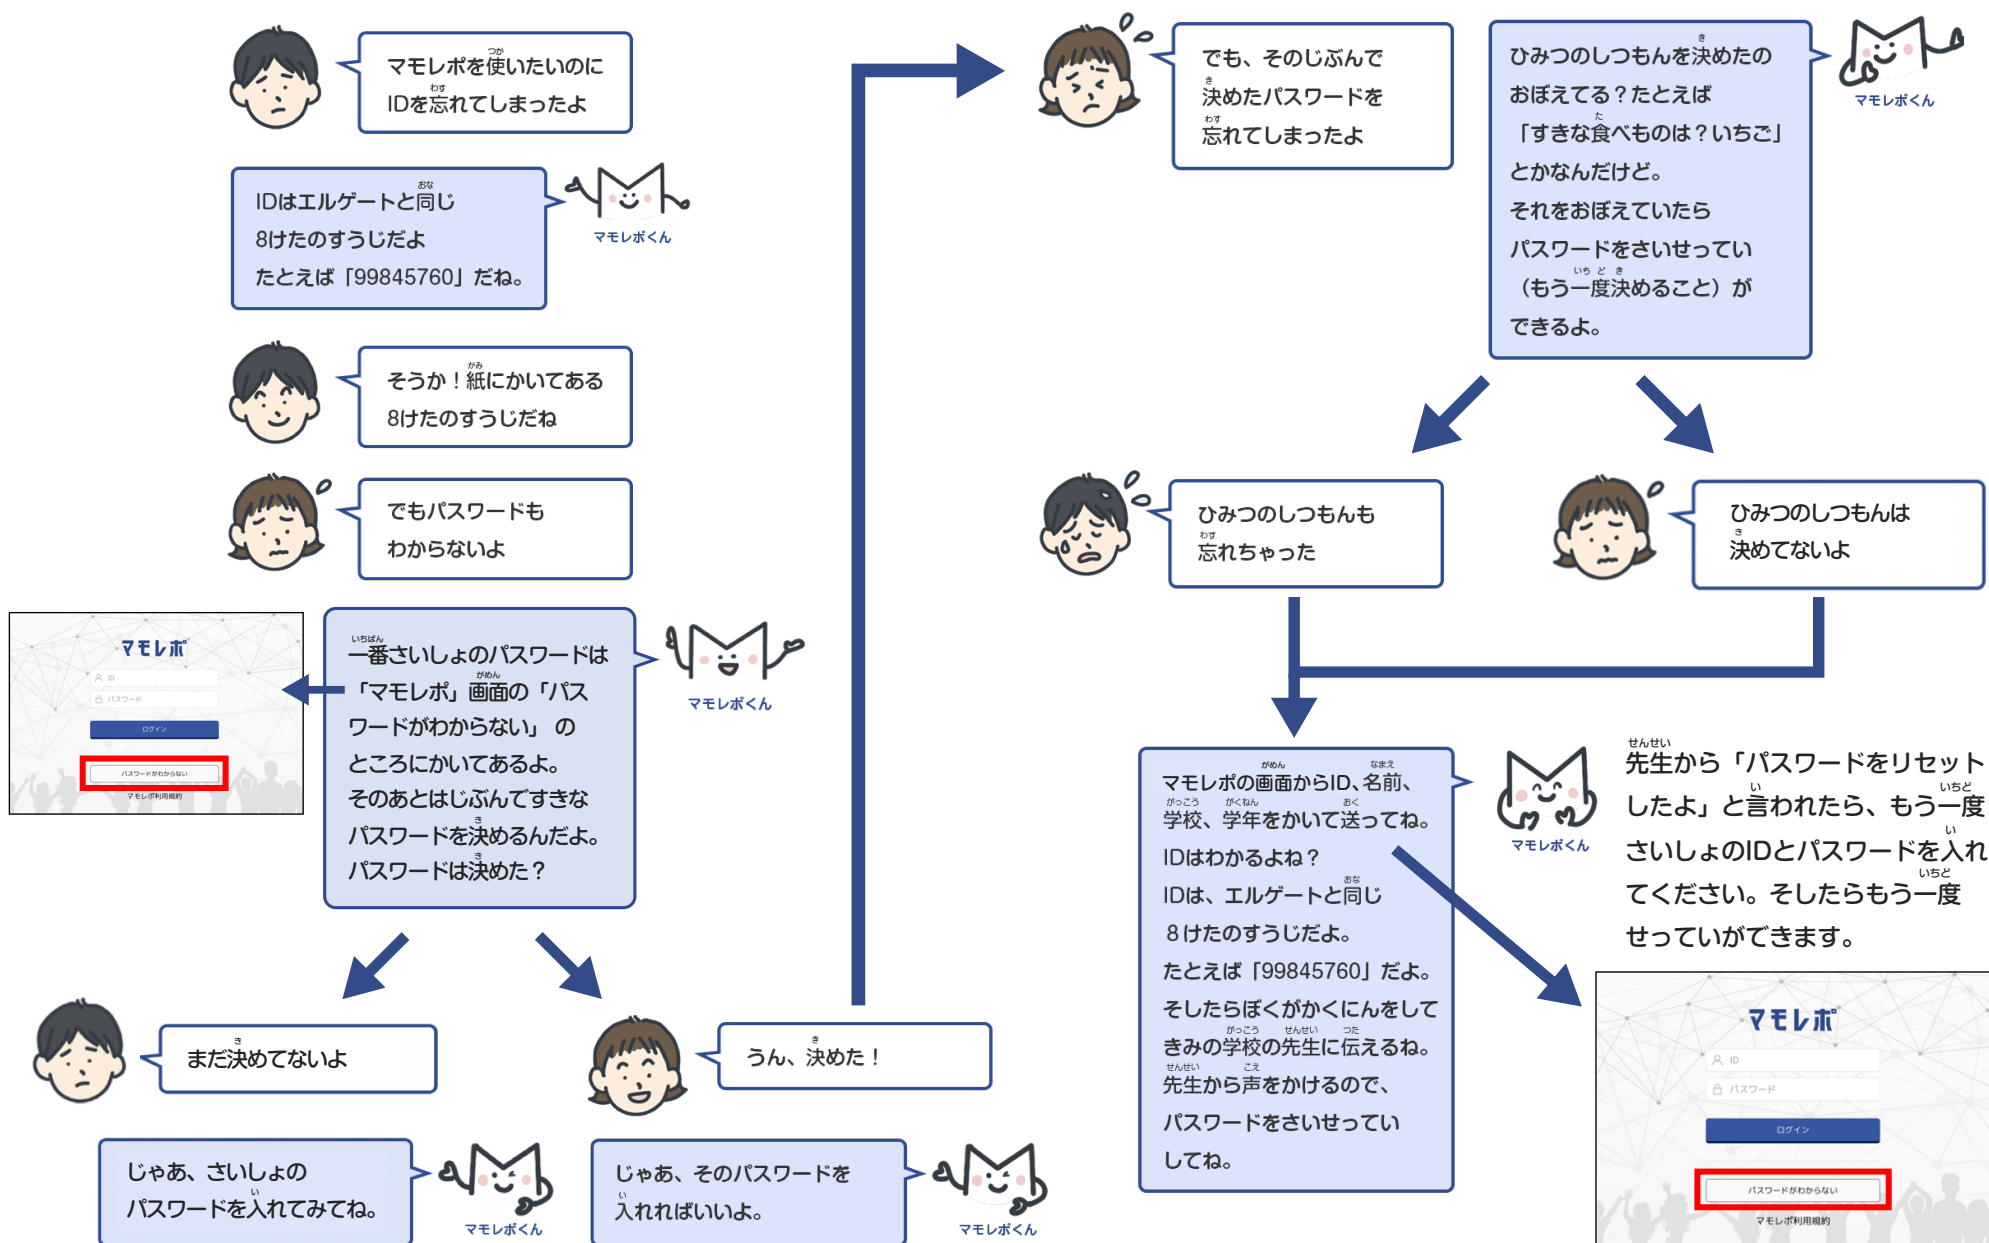 マモレポを使いたいのに
IDを忘れてしまったよ
IDはエルゲートと同じ
8けたのすうじだよ
たとえば「99845760」だね。
マモレポくん
そうか！紙にかいてある
8けたのすうじだね
でもパスワードも
わからないよ
一番さいしょのパスワードは
「マモレポ」画面の「パス
ワードがわからない」の
ところにかいてあるよ。
そのあとはじぶんですきな
パスワードを決めるんだよ。
パスワードは決めた？
マモレポくん
マモレポ
ID
パスワード
ログイン
パスワードがわからない
マモレポ利用規約
まだ決めてないよ
じゃあ、さいしょの
パスワードを入れてみてね。
マモレポくん
うん、決めた！
じゃあ、そのパスワードを
入れればいいよ。
マモレポくん
でも、そのじぶんで
決めたパスワードを
忘れてしまったよ
ひみつのしつもんを決めたの
おぼえてる？たとえば
「すきな食べものは？いちご」
とかなんだけど。
それをおぼえていたら
パスワードをさいせってい
（もう一度決めること）が
できるよ。
マモレポくん
ひみつのしつもんも
忘れちゃった
ひみつのしつもんは
決めてないよ
マモレポの画面からID、名前、
学校、学年をかいて送ってね。
IDはわかるよね？
IDは、エルゲートと同じ
８けたのすうじだよ。
たとえば「99845760」だよ。
そしたらぼくがかくにんをして
きみの学校の先生に伝えるね。
先生から声をかけるので、
パスワードをさいせってい
してね。
マモレポくん
先生から「パスワードをリセット
したよ」と言われたら、もう一度
さいしょのIDとパスワードを入れ
てください。そしたらもう一度
せっていができます。
マモレポ
ID
パスワード
ログイン
パスワードがわからない
マモレポ利用規約